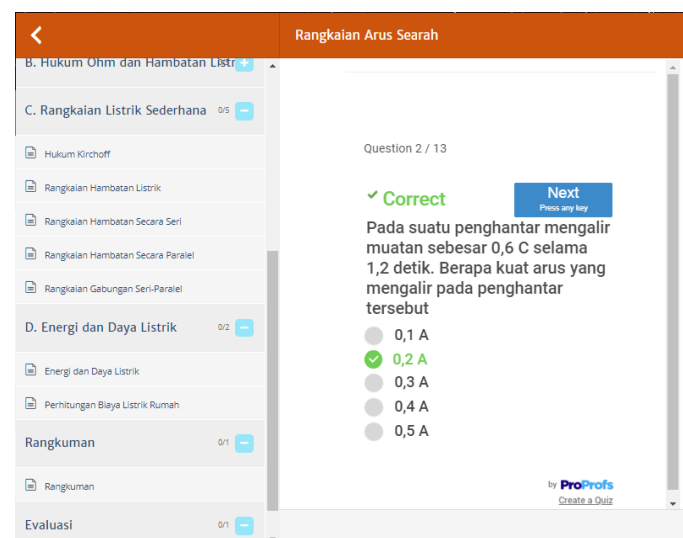 Rangkaian Arus Searah
B. Hukum Ohm dan Hambatan Listr
C. Rangkaian Listrik Sederhana 0/5
Hukum Kirchoff
Rangkaian Hambatan Listrik
Rangkaian Hambatan Secara Seri
Rangkaian Hambatan Secara Paralel
Rangkaian Gabungan Seri-Paralel
D. Energi dan Daya Listrik 0/2
Energi dan Daya Listrik
Perhitungan Biaya Listrik Rumah
Rangkuman 0/1
Rangkuman
Evaluasi 0/1
Question 2 / 13
Correct
Next
Press any key
Pada suatu penghantar mengalir
muatan sebesar 0,6 C selama
1,2 detik. Berapa kuat arus yang
mengalir pada penghantar
tersebut
0,1 A
0,2 A
0,3 A
0,4 A
0,5 A
by ProProfs
Create a Quiz